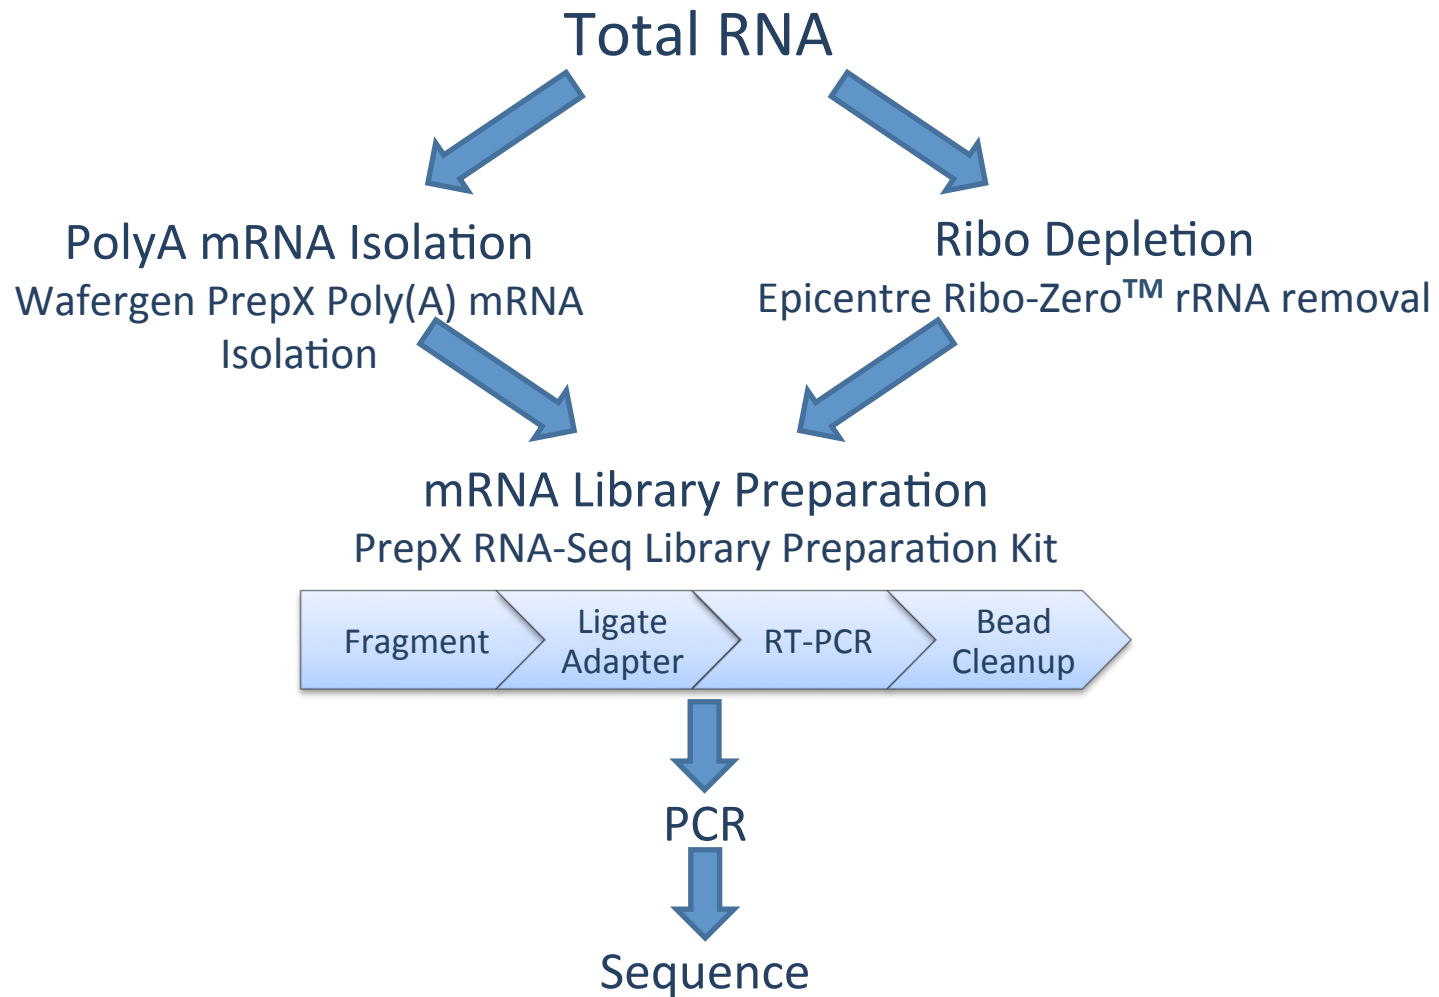 Total RNA
PolyA mRNA Isolation
Wafergen PrepX Poly(A) mRNA
Isolation
Ribo Depletion
Epicentre Ribo-Zero™ rRNA removal
mRNA Library Preparation
PrepX RNA-Seq Library Preparation Kit
Fragment
Ligate
Adapter
RT-PCR
Bead
Cleanup
PCR
Sequence